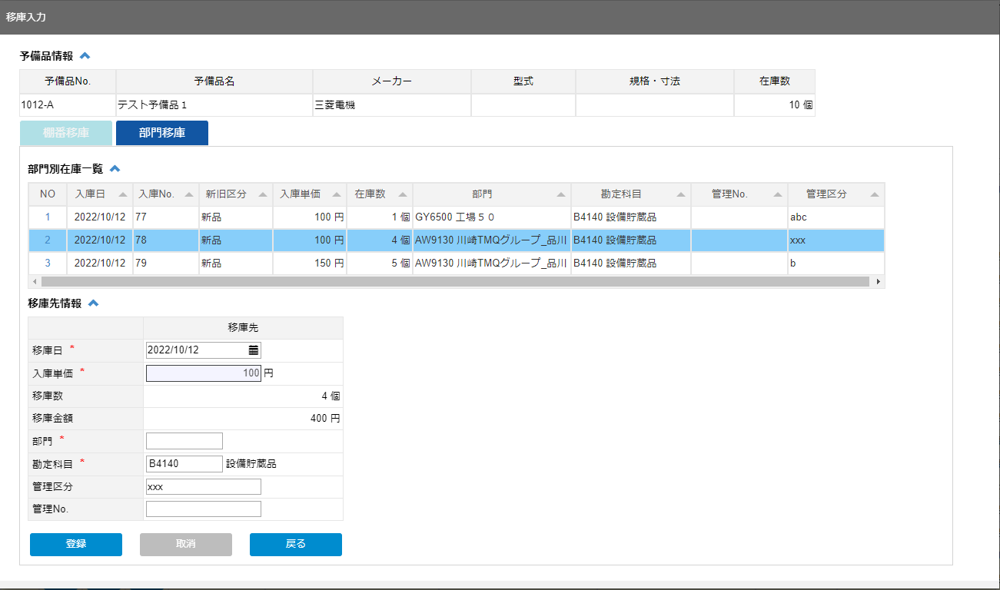 移庫入力
予備品情報
予備品No. 予備品名 メーカー 型式 規格・寸法 在庫数
1012-A テスト予備品１ 三菱電機 10 個
棚番移庫 部門移庫
部門別在庫一覧
NO 入庫日 入庫No. 新旧区分 入庫単価 在庫数 部門 勘定科目 管理No. 管理区分
1 2022/10/12 77 新品 100 円 1 個 GY6500 工場５０ B4140 設備貯蔵品 abc
2 2022/10/12 78 新品 100 円 4 個 AW9130 川崎TMQグループ_品川 B4140 設備貯蔵品 xxx
3 2022/10/12 79 新品 150 円 5 個 AW9130 川崎TMQグループ_品川 B4140 設備貯蔵品 b
移庫先情報
移庫先
移庫日 * 2022/10/12
入庫単価 * 100 円
移庫数 4 個
移庫金額 400 円
部門 *
勘定科目 * B4140 設備貯蔵品
管理区分 xxx
管理No.
登録 取消 戻る